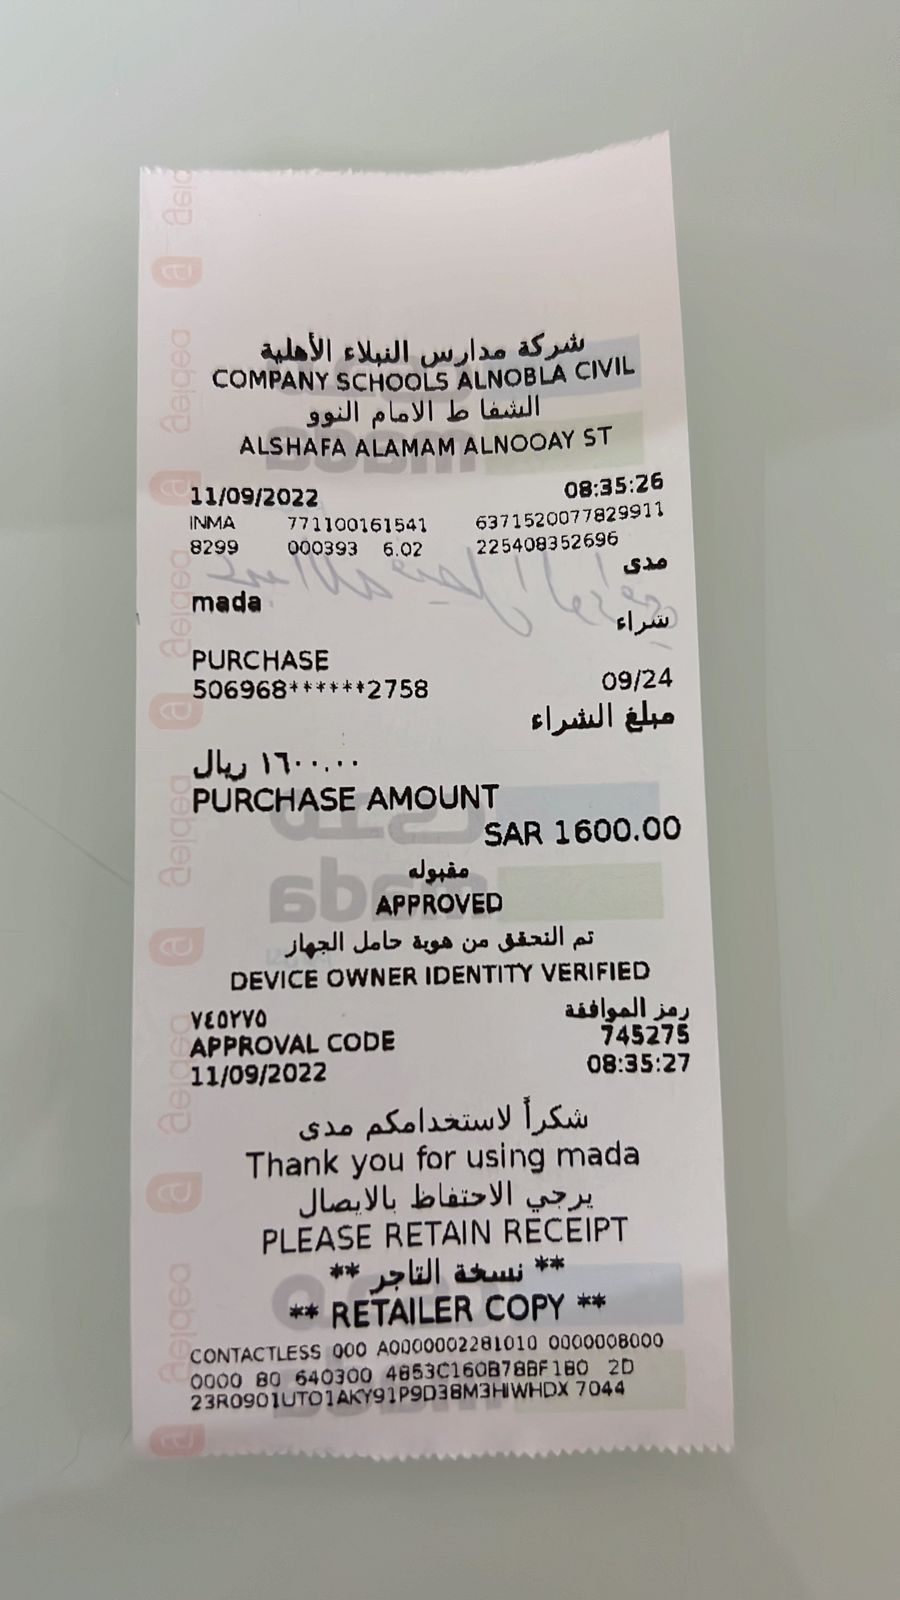 شركة مدارس النبلاء الأهلية
COMPANY SCHOOLS ALNOBLA CIVIL
الشفا ط الامام النوو
ALSHAFA ALAMAM ALNOOAY ST
11/09/2022 08:35:26
INMA 771100161541 6371520077829911
8299 000393 6.02 225408352696
مدى
mada
شراء
PURCHASE
506968******2758 09/24
مبلغ الشراء
١٦٠٠.٠٠ ريال
PURCHASE AMOUNT
SAR 1600.00
مقبوله
APPROVED
تم التحقق من هوية حامل الجهاز
DEVICE OWNER IDENTITY VERIFIED
٧٤٥٢٧٥ رمز الموافقة
APPROVAL CODE 745275
11/09/2022 08:35:27
شكراً لاستخدامكم مدى
Thank you for using mada
يرجي الاحتفاظ بالايصال
PLEASE RETAIN RECEIPT
** نسخة التاجر **
** RETAILER COPY **
CONTACTLESS 000 A0000002281010 0000008000
0000 80 640300 4853C160B78BF180 2D
23R0901UTO1AKY91P9D38M3HIWHDX 7044